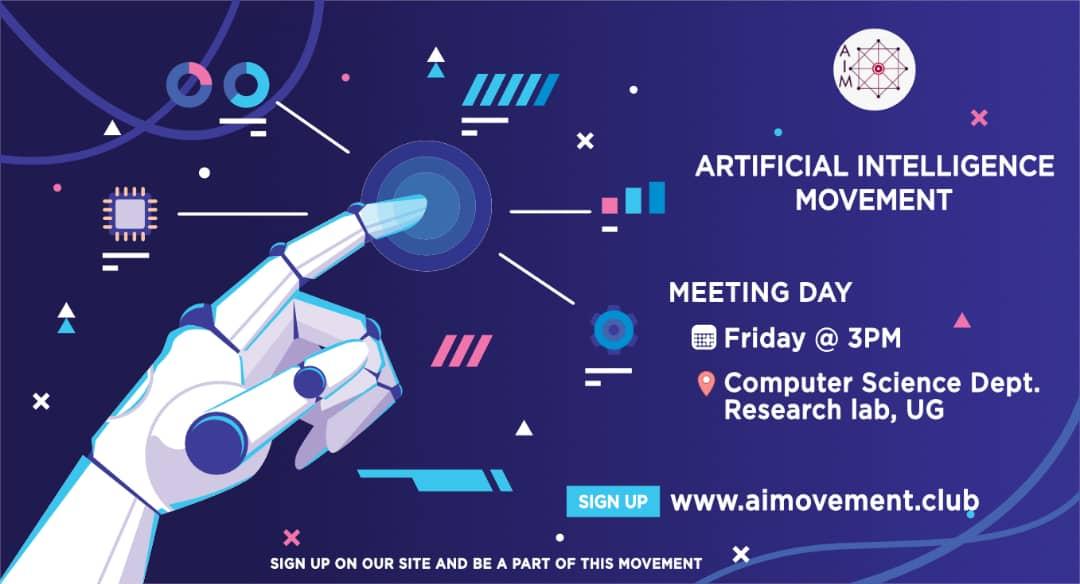 A
I
M
ARTIFICIAL INTELLIGENCE
MOVEMENT
MEETING DAY
Friday @ 3PM
Computer Science Dept.
Research lab, UG
SIGN UP www.aimovement.club
SIGN UP ON OUR SITE AND BE A PART OF THIS MOVEMENT